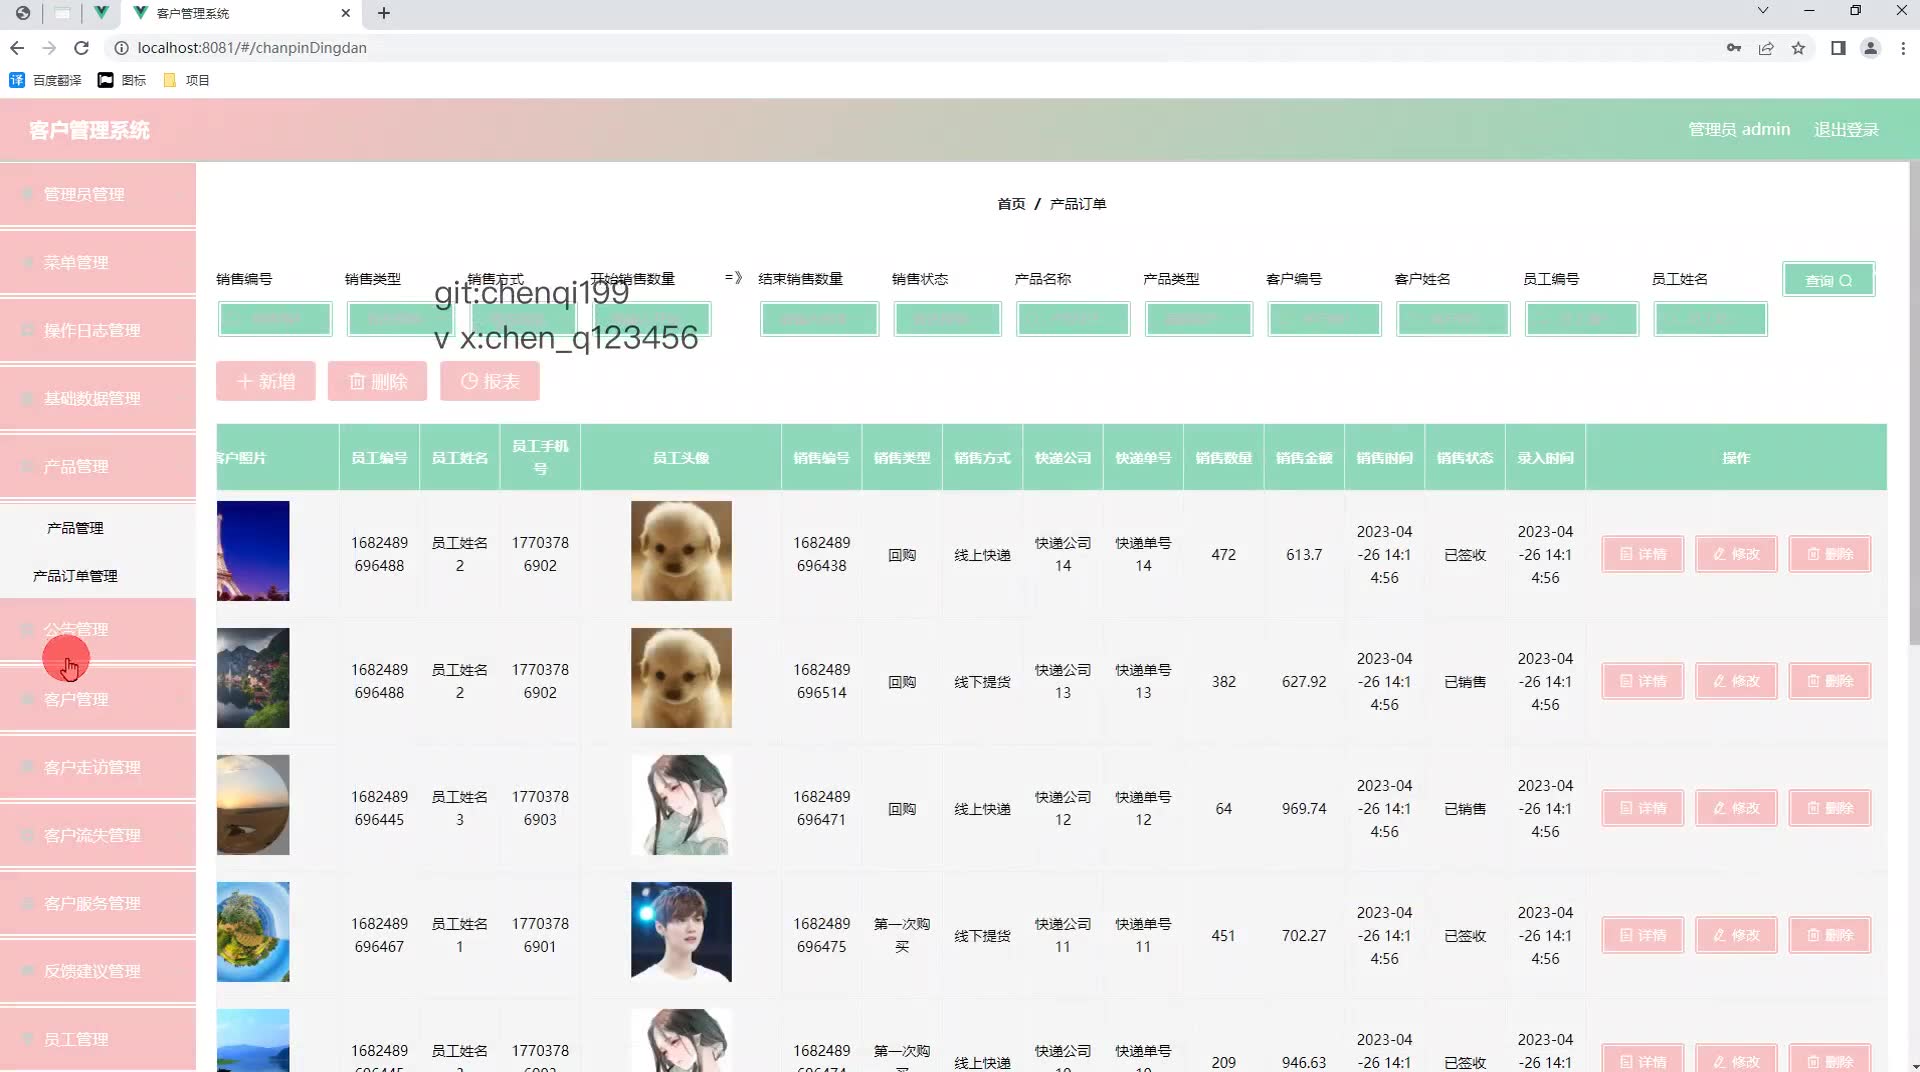 客户管理系统
localhost:8081/#/chanpinDingdan
译 百度翻译 图标 项目
客户管理系统
管理员 admin 退出登录
管理员管理
菜单管理
操作日志管理
基础数据管理
产品管理
产品管理
产品订单管理
公告管理
客户管理
客户走访管理
客户流失管理
客户服务管理
反馈建议管理
员工管理
首页 / 产品订单
销售编号 销售类型 销售方式 开始销售数量 =》 结束销售数量 销售状态 产品名称 产品类型 客户编号 客户姓名 员工编号 员工姓名 查询
git:chenqi199
v x:chen_q123456
新增 删除 报表
客户照片 员工编号 员工姓名 员工手机号 员工头像 销售编号 销售类型 销售方式 快递公司 快递单号 销售数量 销售金额 销售时间 销售状态 录入时间 操作
1682489696488 员工姓名2 17703786902 1682489696438 回购 线上快递 快递公司14 快递单号14 472 613.7 2023-04-26 14:14:56 已签收 2023-04-26 14:14:56 详情 修改 删除
1682489696488 员工姓名2 17703786902 1682489696514 回购 线下提货 快递公司13 快递单号13 382 627.92 2023-04-26 14:14:56 已销售 2023-04-26 14:14:56 详情 修改 删除
1682489696445 员工姓名3 17703786903 1682489696471 回购 线上快递 快递公司12 快递单号12 64 969.74 2023-04-26 14:14:56 已销售 2023-04-26 14:14:56 详情 修改 删除
1682489696467 员工姓名1 17703786901 1682489696475 第一次购买 线下提货 快递公司11 快递单号11 451 702.27 2023-04-26 14:14:56 已签收 2023-04-26 14:14:56 详情 修改 删除
1682489 员工姓名 1770378 1682489 第一次购 线上快递 快递公司 快递单号 209 946.63 2023-04-26 14:1 已签收 2023-04-26 14:1 详情 修改 删除